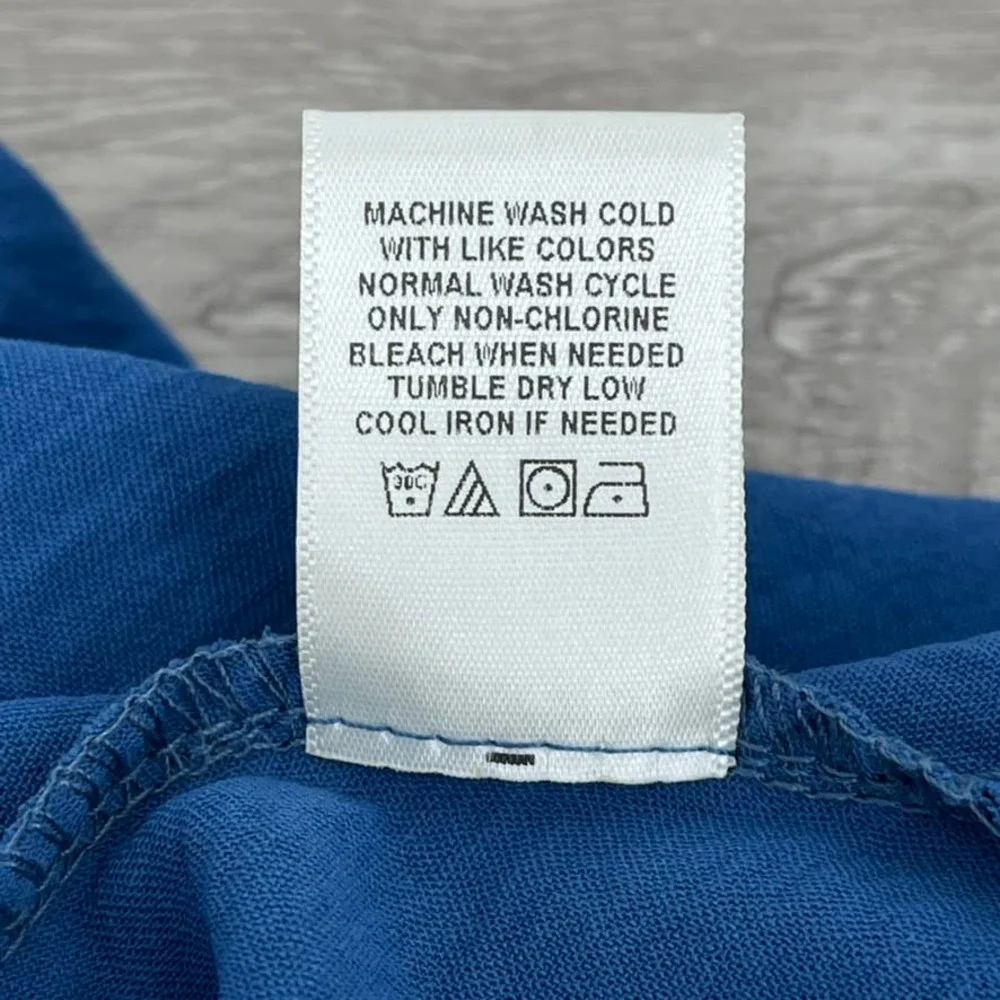 MACHINE WASH COLD
WITH LIKE COLORS
NORMAL WASH CYCLE
ONLY NON-CHLORINE
BLEACH WHEN NEEDED
TUMBLE DRY LOW
COOL IRON IF NEEDED
30C